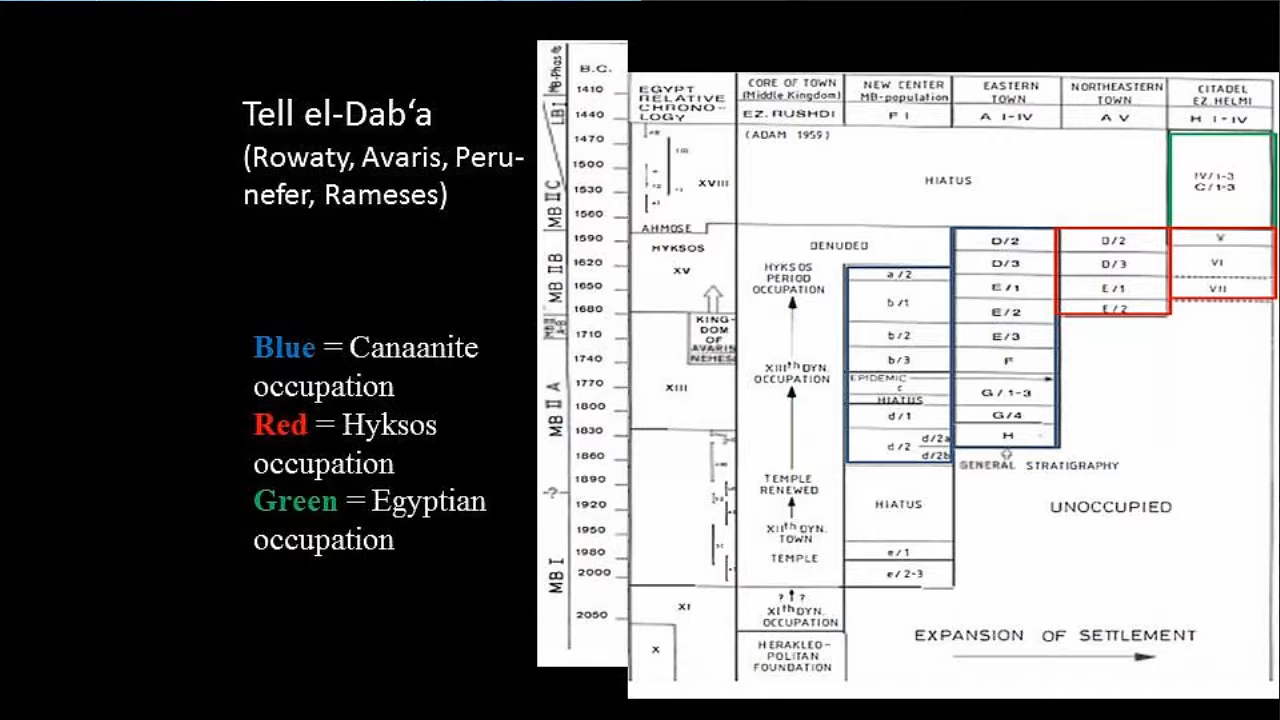 Tell el-Dab‘a
(Rowaty, Avaris, Peru-
nefer, Rameses)
Blue = Canaanite
occupation
Red = Hyksos
occupation
Green = Egyptian
occupation
B.C.
1410
1440
1470
1500
1530
1560
1590
1620
1650
1680
1710
1740
1770
1800
1830
1860
1890
1920
1950
1980
2000
2050
LB I
MB II C
MB II B
MB II A
MB I
-?-
EGYPT
RELATIVE
CHRONO-
LOGY
XVIII
AHMOSE
HYKSOS
XV
KING-
DOM
OF
AVARIS
NEHESI
XIII
XI
X
CORE OF TOWN
(Middle Kingdom)
EZ. RUSHDI
(ADAM 1959)
DENUDED
HYKSOS
PERIOD
OCCUPATION
XIIIth DYN.
OCCUPATION
TEMPLE
RENEWED
XIIth DYN.
TOWN
TEMPLE
? ?
XIth DYN.
OCCUPATION
HERAKLEO-
POLITAN
FOUNDATION
NEW CENTER
MB-population
F I
HIATUS
a/2
b/1
b/2
b/3
EPIDEMIC
c
HIATUS
d/1
d/2 d/2a
d/2b
HIATUS
e/1
e/2-3
EASTERN
TOWN
A I-IV
D/2
D/3
E/1
E/2
E/3
F
G/1-3
G/4
H
GENERAL STRATIGRAPHY
NORTHEASTERN
TOWN
A V
D/2
D/3
E/1
E/2
CITADEL
EZ. HELMI
H I-IV
IV/1-3
C/1-3
V
VI
VII
UNOCCUPIED
EXPANSION OF SETTLEMENT